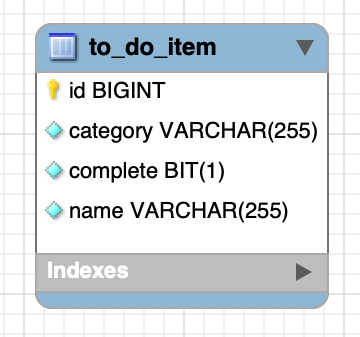 to_do_item
id BIGINT
category VARCHAR(255)
complete BIT(1)
name VARCHAR(255)
Indexes